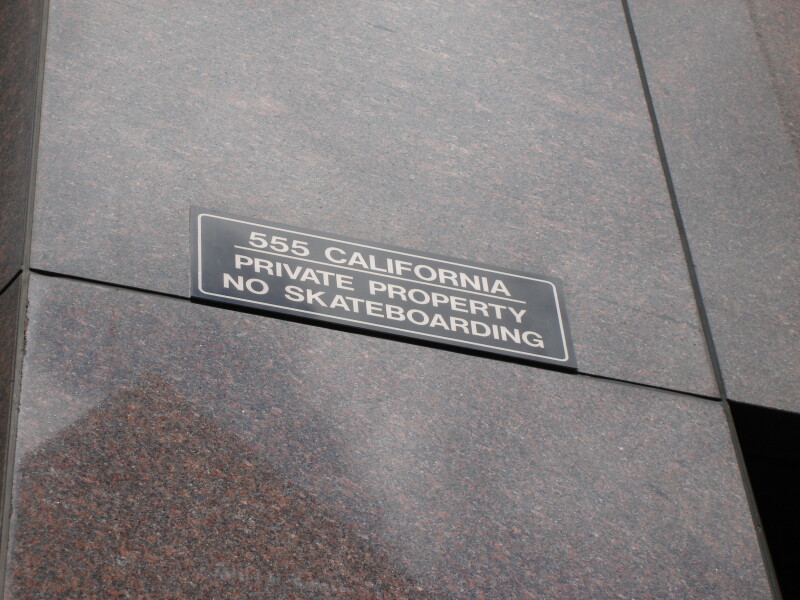 555 CALIFORNIA
PRIVATE PROPERTY
NO SKATEBOARDING